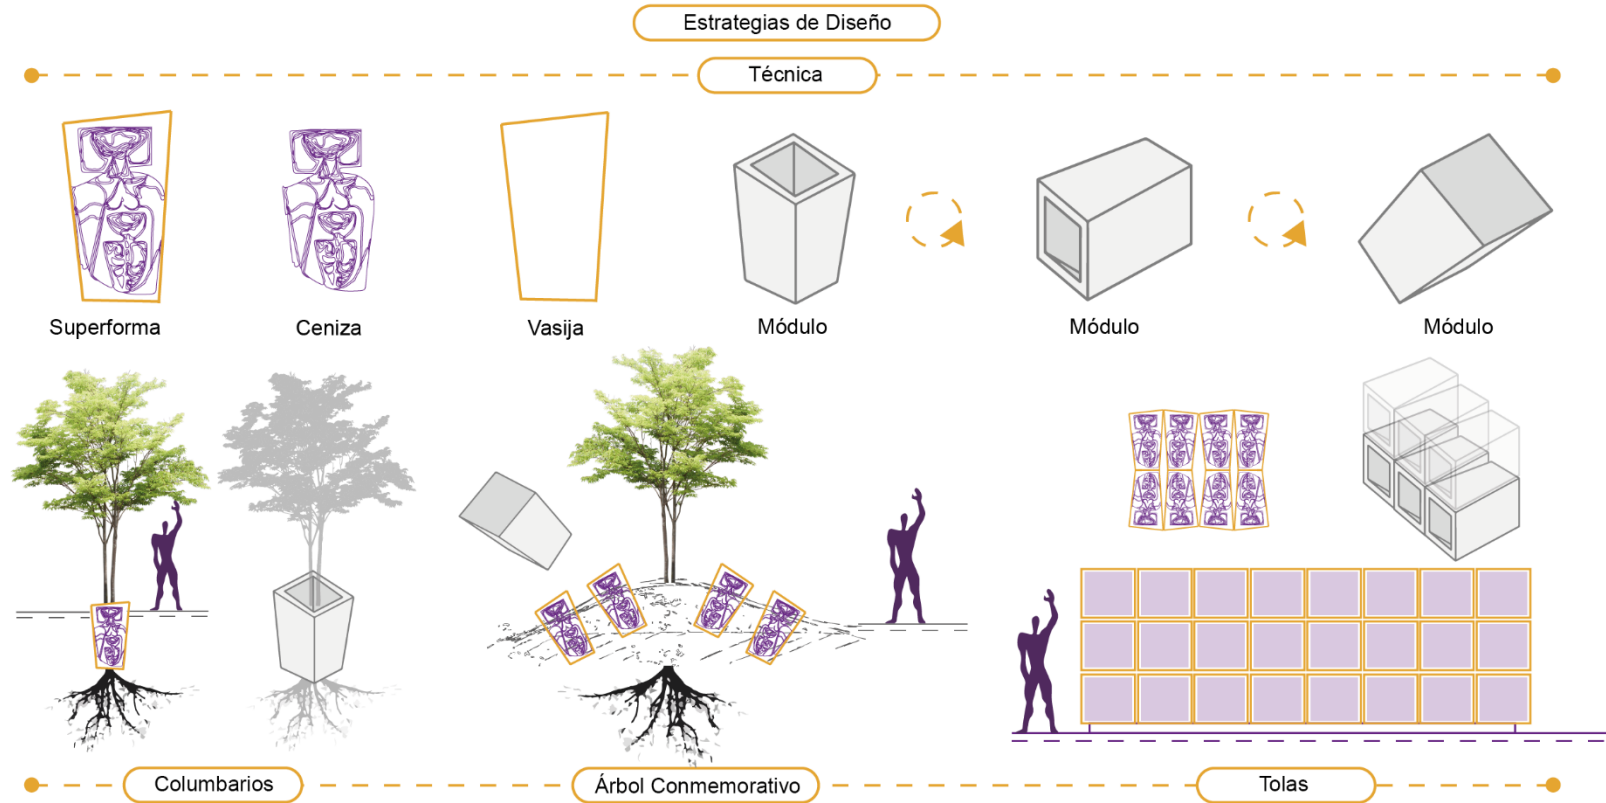 Estrategias de Diseño
Técnica
Superforma
Ceniza
Vasija
Módulo
Módulo
Módulo
Columbarios
Árbol Conmemorativo
Tolas